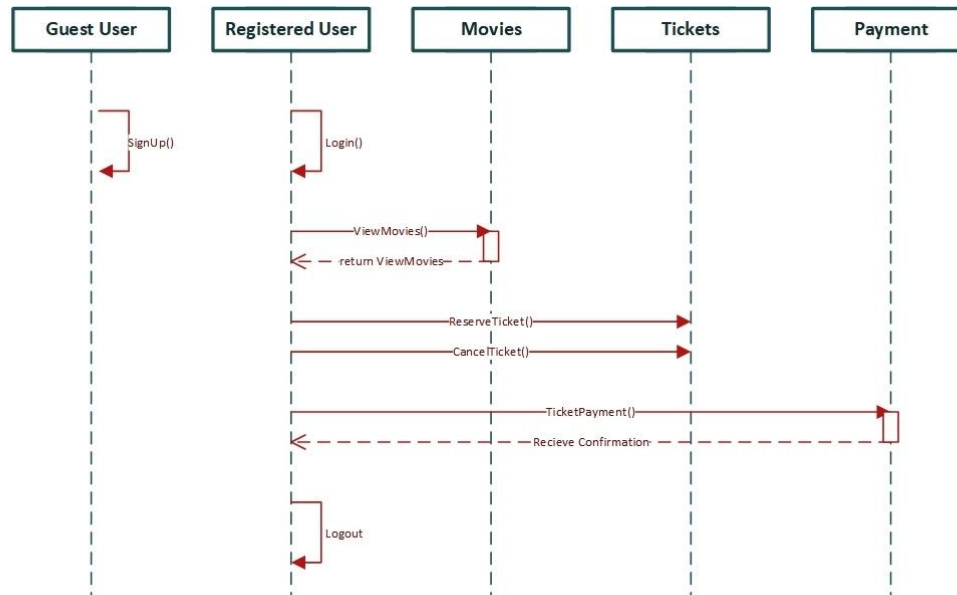 Guest User
Registered User
Movies
Tickets
Payment
SignUp()
Login()
ViewMovies()
return ViewMovies
ReserveTicket()
CancelTicket()
TicketPayment()
Recieve Confirmation
Logout